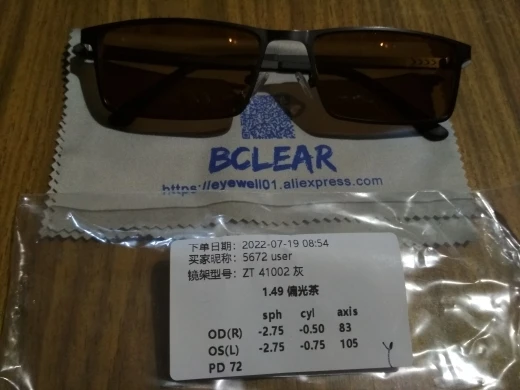 BCLEAR
https://eyewell01.aliexpress.com
下单日期：2022-07-19 08:54
买家昵称：5672 user
镜架型号：ZT 41002 灰
1.49 偏光茶
sph cyl axis
OD(R) -2.75 -0.50 83
OS(L) -2.75 -0.75 105
PD 72